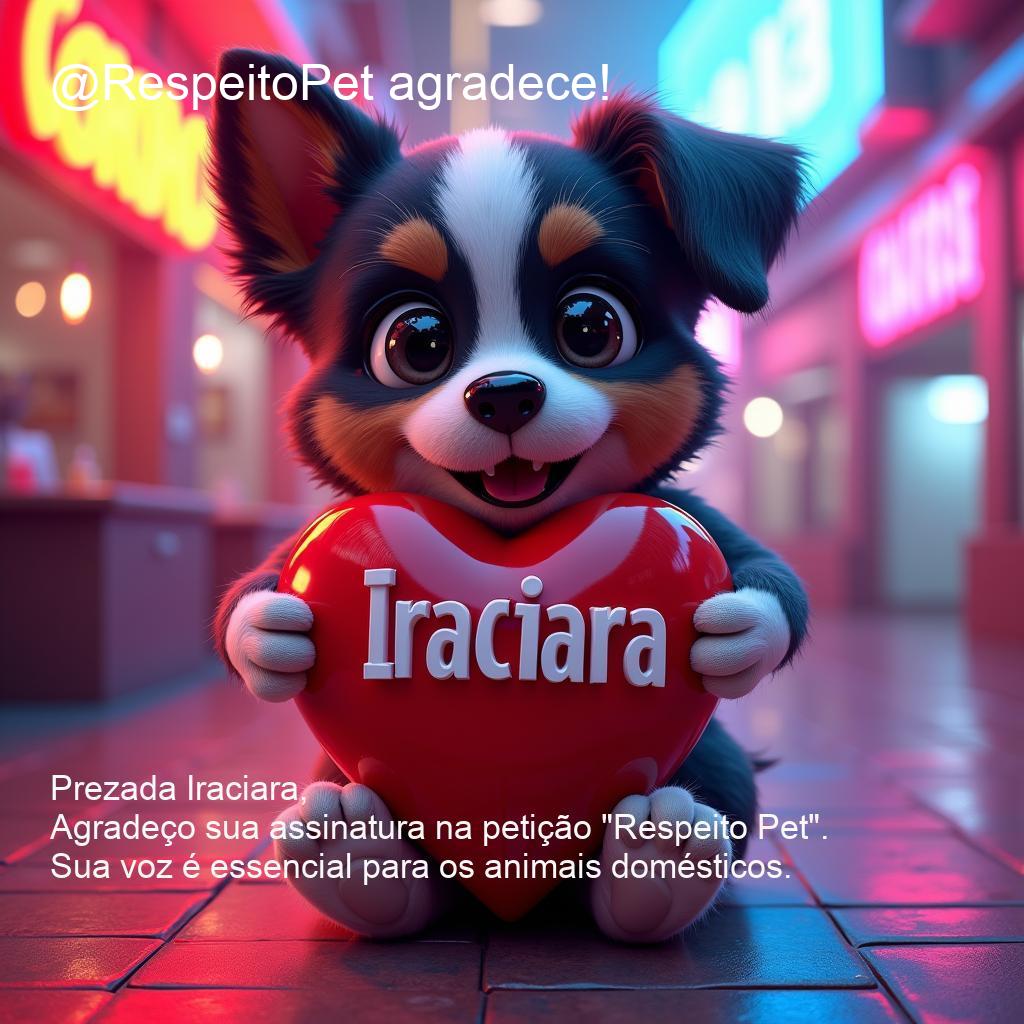 @RespeitoPet agradece!
Iraciara
Prezada Iraciara,
Agradeço sua assinatura na petição "Respeito Pet".
Sua voz é essencial para os animais domésticos.